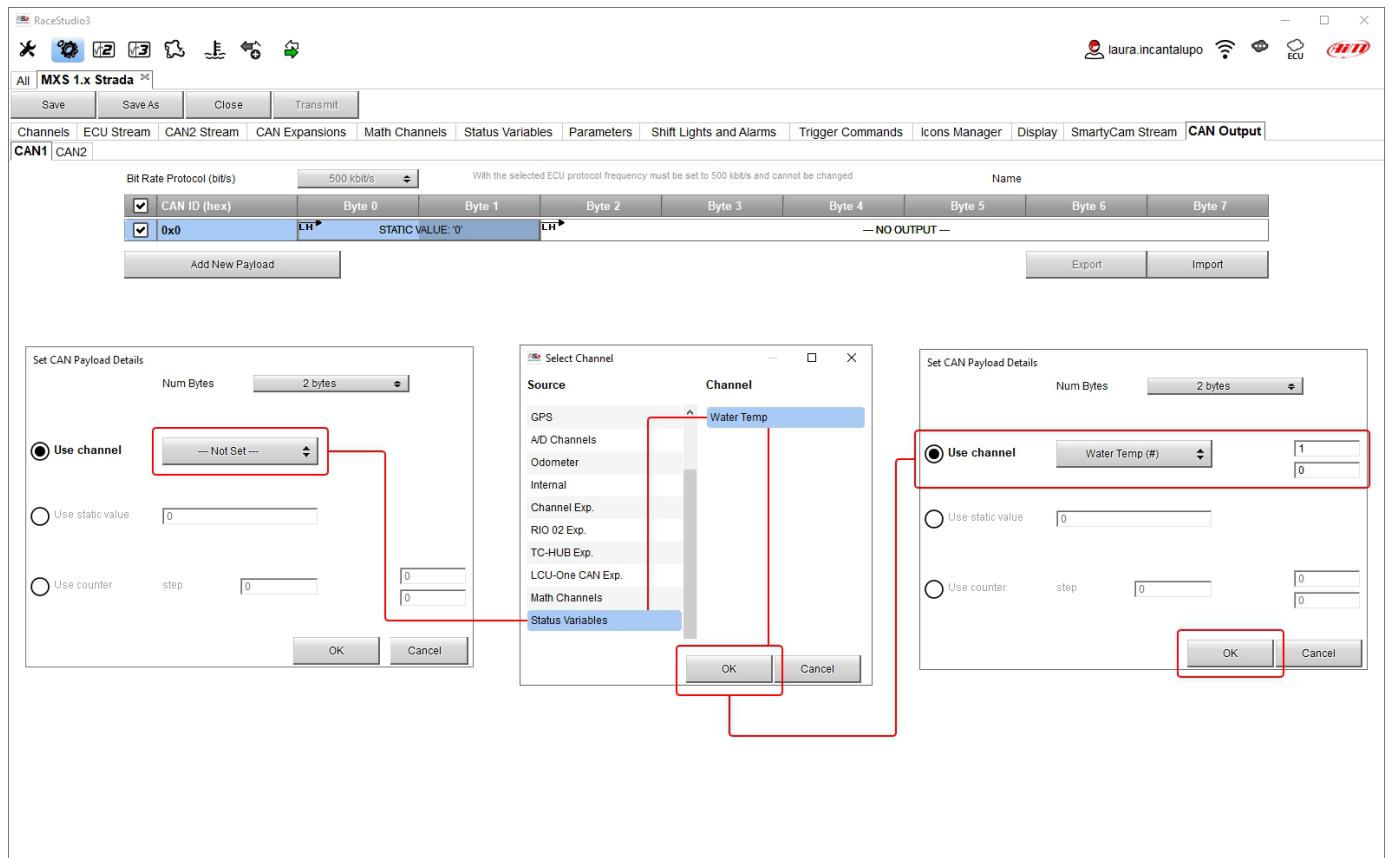 RS3 RaceStudio3
laura.incantalupo ECU AiM
All MXS 1.x Strada
Save Save As Close Transmit
Channels ECU Stream CAN2 Stream CAN Expansions Math Channels Status Variables Parameters Shift Lights and Alarms Trigger Commands Icons Manager Display SmartyCam Stream CAN Output
CAN1 CAN2
Bit Rate Protocol (bit/s) 500 kbit/s With the selected ECU protocol frequency must be set to 500 kbit/s and cannot be changed Name
CAN ID (hex) Byte 0 Byte 1 Byte 2 Byte 3 Byte 4 Byte 5 Byte 6 Byte 7
0x0 LH STATIC VALUE: '0' LH --- NO OUTPUT ---
Add New Payload Export Import
Set CAN Payload Details
Num Bytes 2 bytes
Use channel --- Not Set ---
Use static value 0
Use counter step 0 0
0
OK Cancel
RS3 Select Channel
Source Channel
GPS Water Temp
A/D Channels
Odometer
Internal
Channel Exp.
RIO 02 Exp.
TC-HUB Exp.
LCU-One CAN Exp.
Math Channels
Status Variables
OK Cancel
Set CAN Payload Details
Num Bytes 2 bytes
Use channel Water Temp (#) 1
0
Use static value 0
Use counter step 0 0
0
OK Cancel